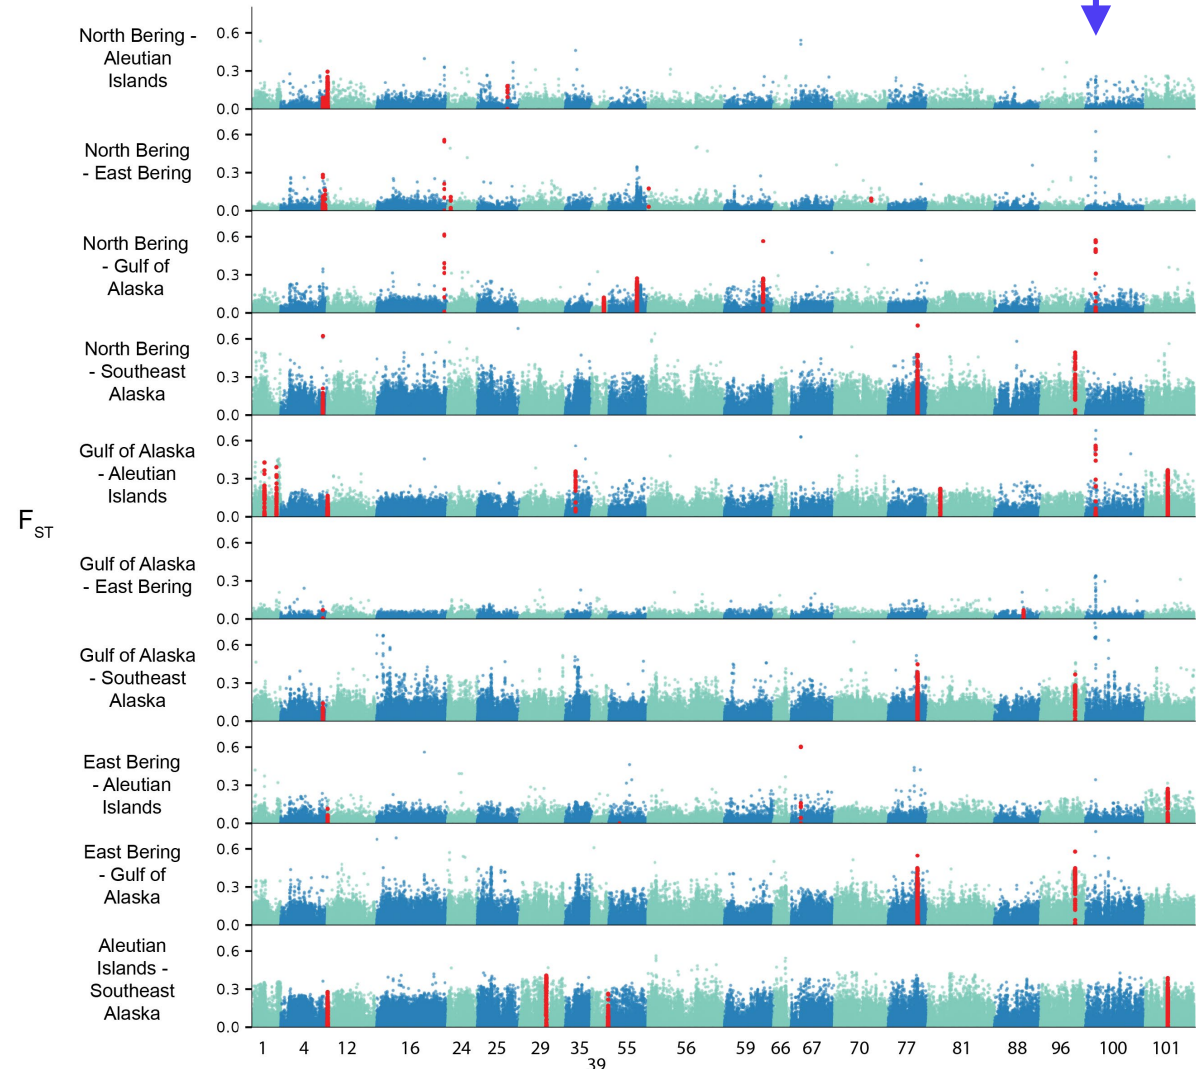 North Bering -
Aleutian
Islands
0.6
0.3
0.0
North Bering
- East Bering
0.6
0.3
0.0
North Bering
- Gulf of
Alaska
0.6
0.3
0.0
North Bering
- Southeast
Alaska
0.6
0.3
0.0
Gulf of Alaska
- Aleutian
Islands
0.6
0.3
0.0
FST
Gulf of Alaska
- East Bering
0.6
0.3
0.0
Gulf of Alaska
- Southeast
Alaska
0.6
0.3
0.0
East Bering
- Aleutian
Islands
0.6
0.3
0.0
East Bering
- Gulf of
Alaska
0.6
0.3
0.0
Aleutian
Islands -
Southeast
Alaska
0.6
0.3
0.0
1 4 12 16 24 25 29 35 55 56 59 66 67 70 77 81 88 96 100 101
39